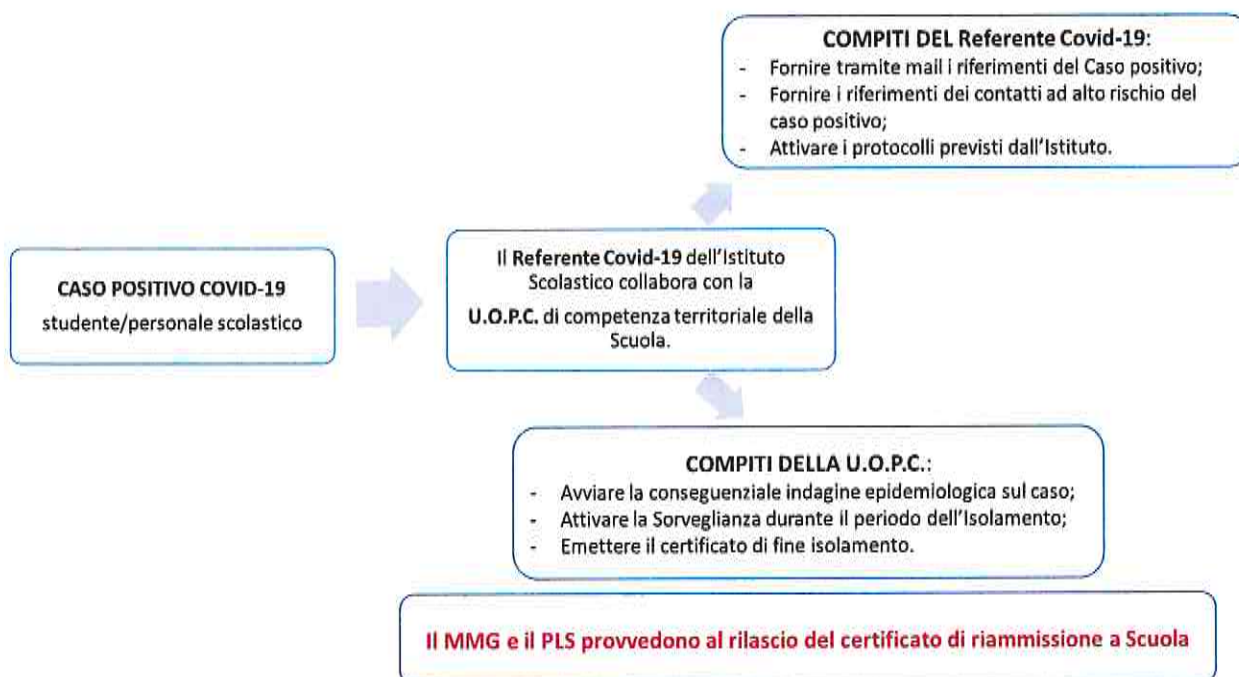 COMPITI DEL Referente Covid-19:
- Fornire tramite mail i riferimenti del Caso positivo;
- Fornire i riferimenti dei contatti ad alto rischio del
caso positivo;
- Attivare i protocolli previsti dall'Istituto.
CASO POSITIVO COVID-19
studente/personale scolastico
Il Referente Covid-19 dell'Istituto
Scolastico collabora con la
U.O.P.C. di competenza territoriale della
Scuola.
COMPITI DELLA U.O.P.C.:
- Avviare la conseguenziale indagine epidemiologica sul caso;
- Attivare la Sorveglianza durante il periodo dell'Isolamento;
- Emettere il certificato di fine isolamento.
Il MMG e il PLS provvedono al rilascio del certificato di riammissione a Scuola